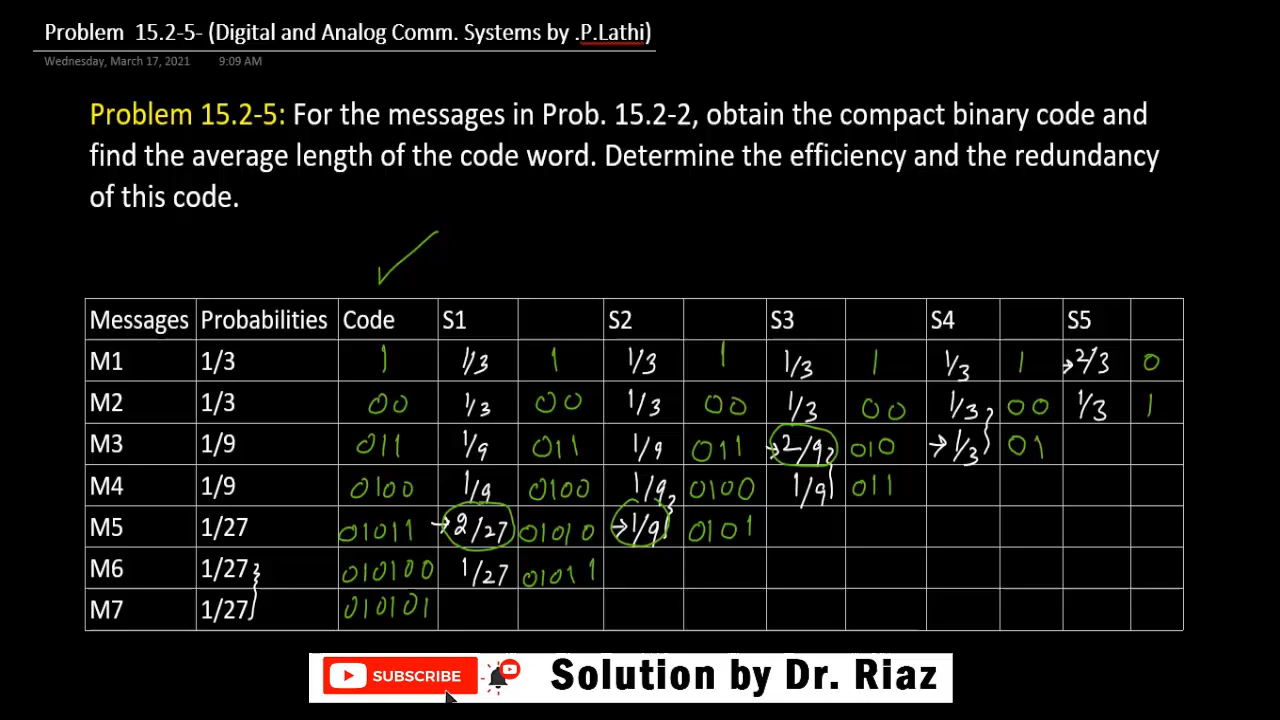 Problem 15.2-5- (Digital and Analog Comm. Systems by .P.Lathi)
Wednesday, March 17, 2021 9:09 AM
Problem 15.2-5: For the messages in Prob. 15.2-2, obtain the compact binary code and
find the average length of the code word. Determine the efficiency and the redundancy
of this code.
Messages Probabilities Code S1 S2 S3 S4 S5
M1 1/3 1 1/3 1 1/3 1 1/3 1 1/3 1 →2/3 0
M2 1/3 00 1/3 00 1/3 00 1/3 00 1/3 00 1/3 1
M3 1/9 011 1/9 011 1/9 011 →2/9 010 →1/3 01
M4 1/9 0100 1/9 0100 1/9 0100 1/9 011
M5 1/27 01011 →2/27 01010 →1/9 0101
M6 1/27 010100 1/27 01011
M7 1/27 010101
SUBSCRIBE Solution by Dr. Riaz